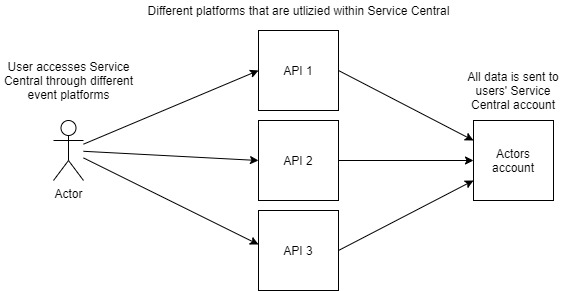 Different platforms that are utlizied within Service Central
User accesses Service
Central through different
event platforms
API 1
All data is sent to
users' Service
Central account
API 2
Actors
account
Actor
API 3